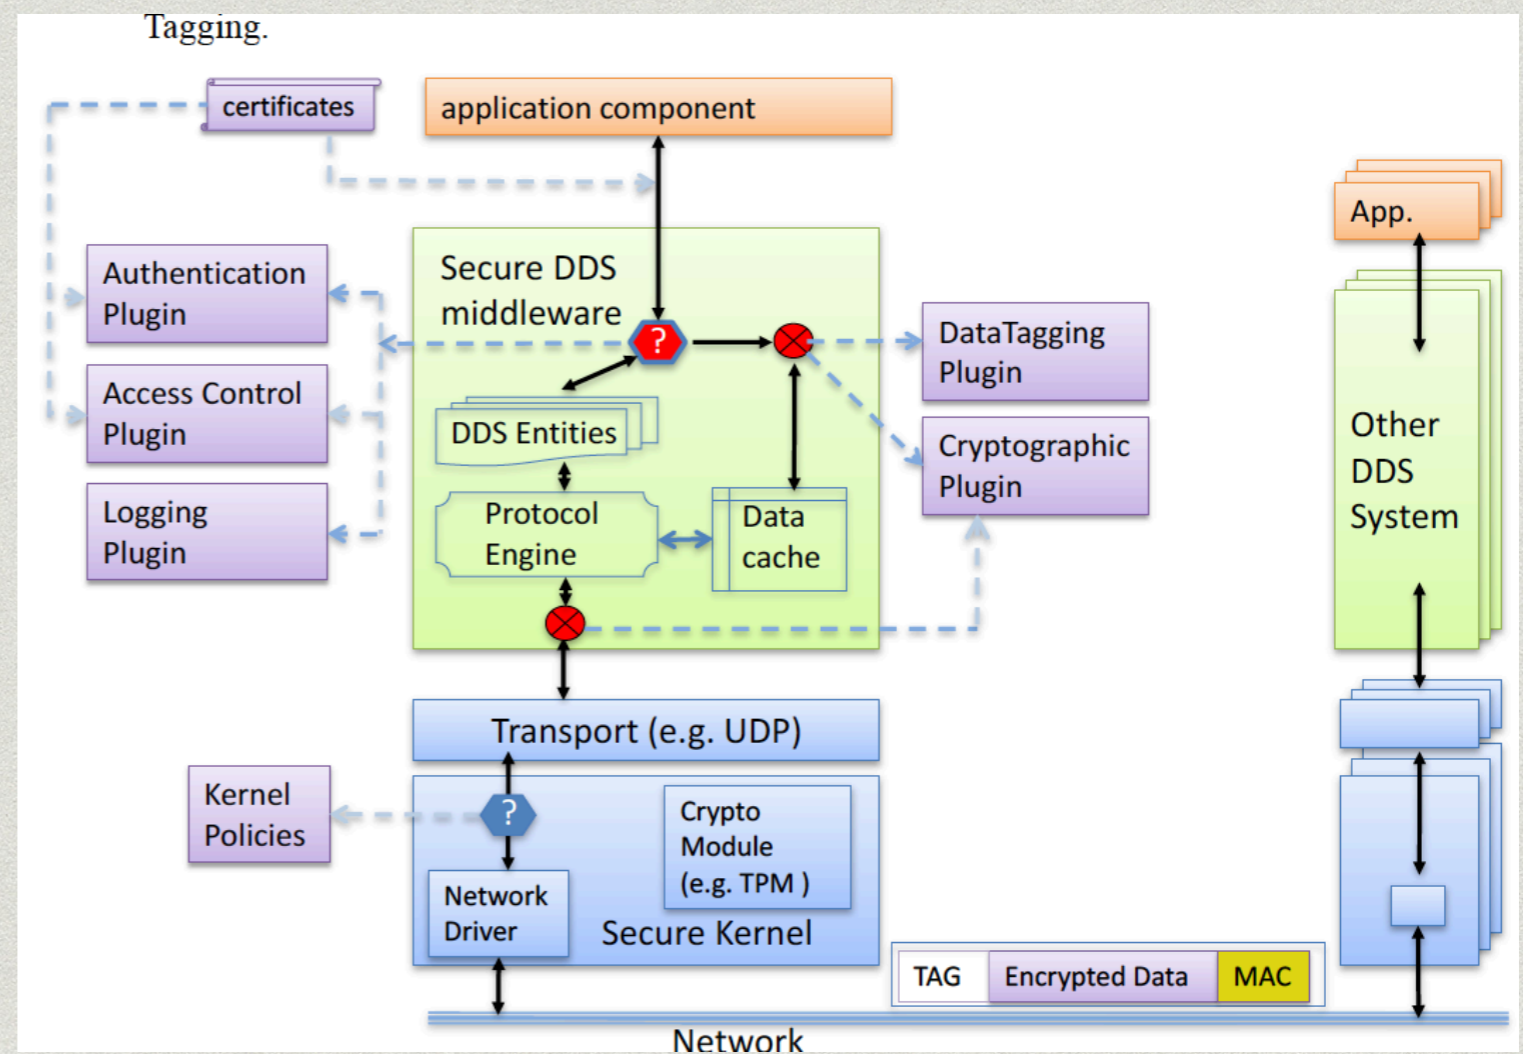 Tagging.
certificates
application component
App.
Authentication
Plugin
Secure DDS
middleware
?
DataTagging
Plugin
Access Control
Plugin
DDS Entities
Cryptographic
Plugin
Other
DDS
System
Logging
Plugin
Protocol
Engine
Data
cache
Transport (e.g. UDP)
Kernel
Policies
?
Crypto
Module
(e.g. TPM )
Network
Driver
Secure Kernel
TAG
Encrypted Data
MAC
Network